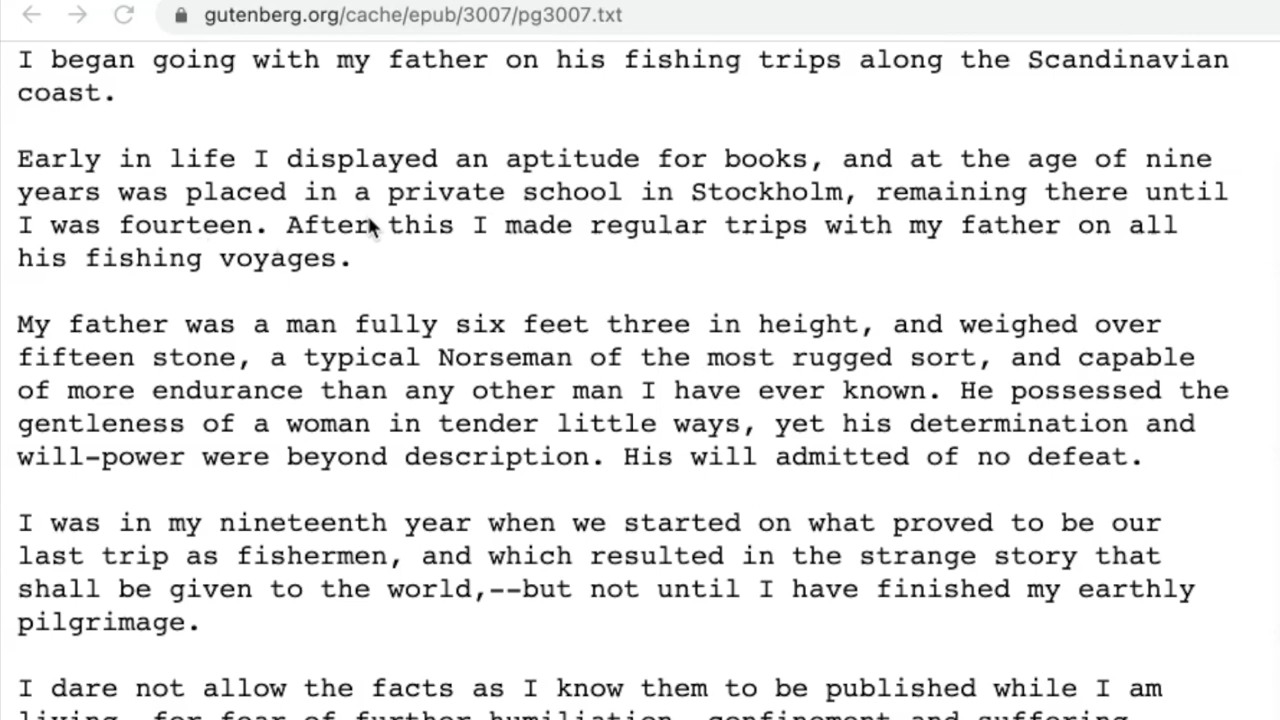 gutenberg.org/cache/epub/3007/pg3007.txt
I began going with my father on his fishing trips along the Scandinavian
coast.
Early in life I displayed an aptitude for books, and at the age of nine
years was placed in a private school in Stockholm, remaining there until
I was fourteen. After this I made regular trips with my father on all
his fishing voyages.
My father was a man fully six feet three in height, and weighed over
fifteen stone, a typical Norseman of the most rugged sort, and capable
of more endurance than any other man I have ever known. He possessed the
gentleness of a woman in tender little ways, yet his determination and
will-power were beyond description. His will admitted of no defeat.
I was in my nineteenth year when we started on what proved to be our
last trip as fishermen, and which resulted in the strange story that
shall be given to the world,--but not until I have finished my earthly
pilgrimage.
I dare not allow the facts as I know them to be published while I am
living, for fear of further humiliation, confinement and suffering.